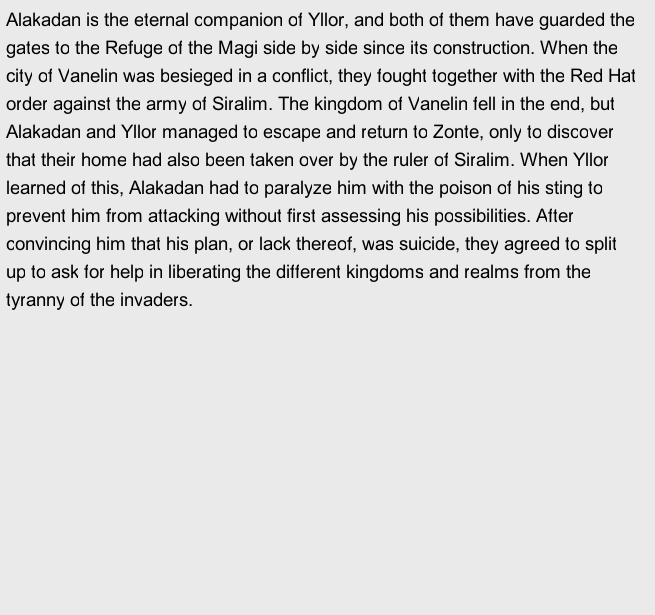 Alakadan is the eternal companion of Yllor, and both of them have guarded the
gates to the Refuge of the Magi side by side since its construction. When the
city of Vanelin was besieged in a conflict, they fought together with the Red Hat
order against the army of Siralim. The kingdom of Vanelin fell in the end, but
Alakadan and Yllor managed to escape and return to Zonte, only to discover
that their home had also been taken over by the ruler of Siralim. When Yllor
learned of this, Alakadan had to paralyze him with the poison of his sting to
prevent him from attacking without first assessing his possibilities. After
convincing him that his plan, or lack thereof, was suicide, they agreed to split
up to ask for help in liberating the different kingdoms and realms from the
tyranny of the invaders.